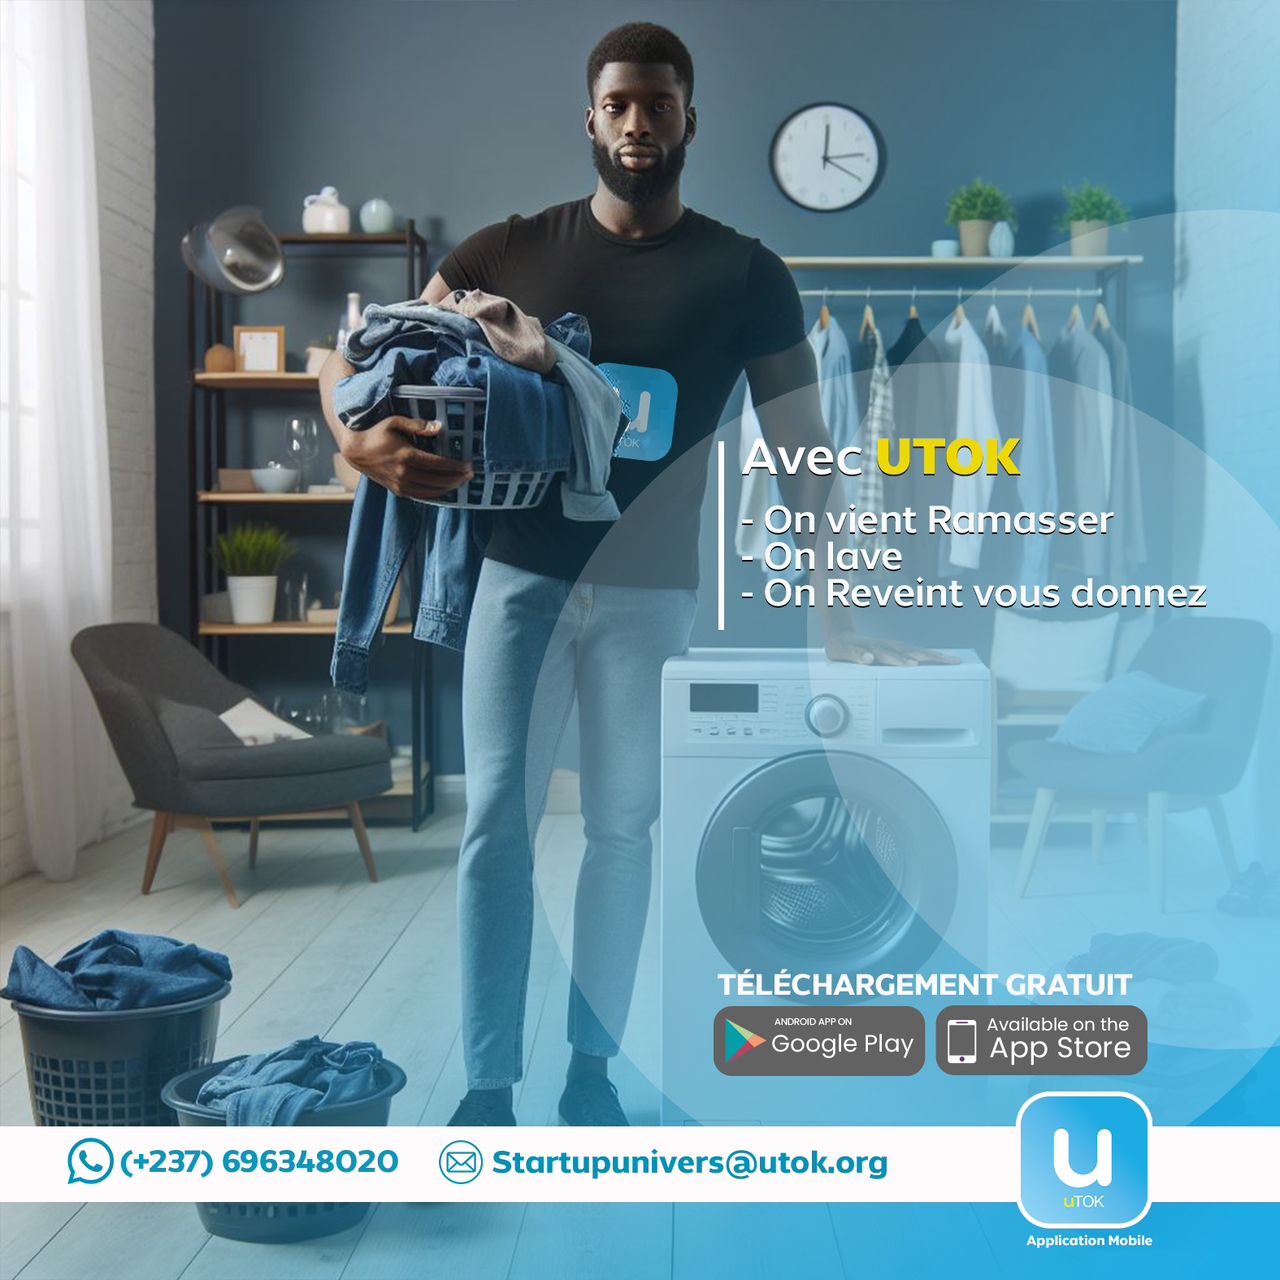 Avec UTOK
- On vient Ramasser
- On lave
- On Reveint vous donnez
TÉLÉCHARGEMENT GRATUIT
ANDROID APP ON
Google Play
Available on the
App Store
(+237) 696348020
Startupunivers@utok.org
u
uTOK
Application Mobile